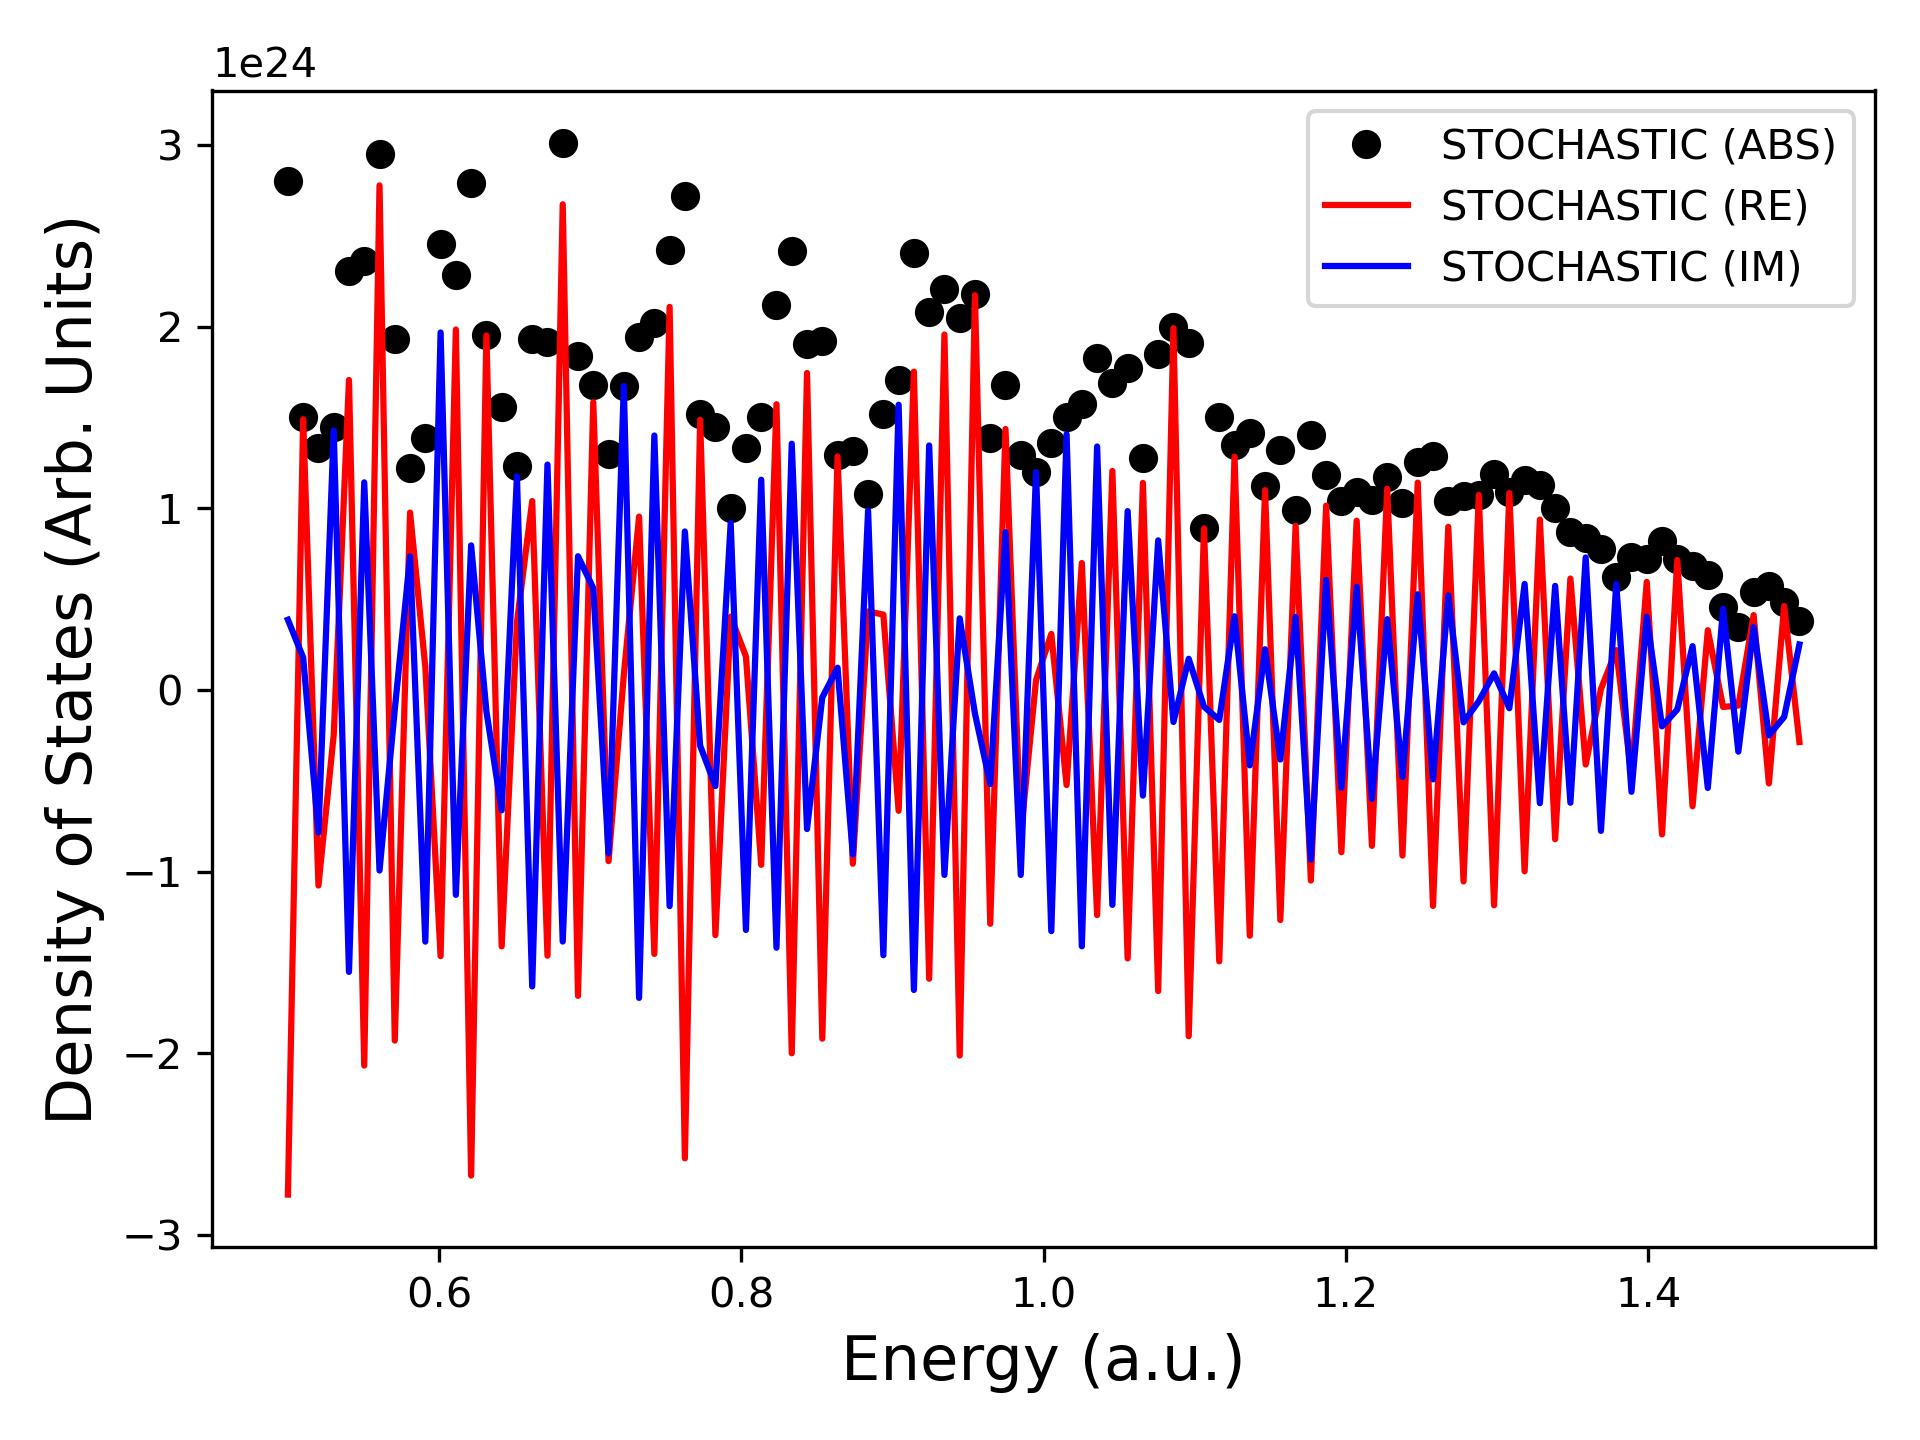 1e24
3
2
1
0
−1
−2
−3
Density of States (Arb. Units)
STOCHASTIC (ABS)
STOCHASTIC (RE)
STOCHASTIC (IM)
0.6
0.8
1.0
1.2
1.4
Energy (a.u.)